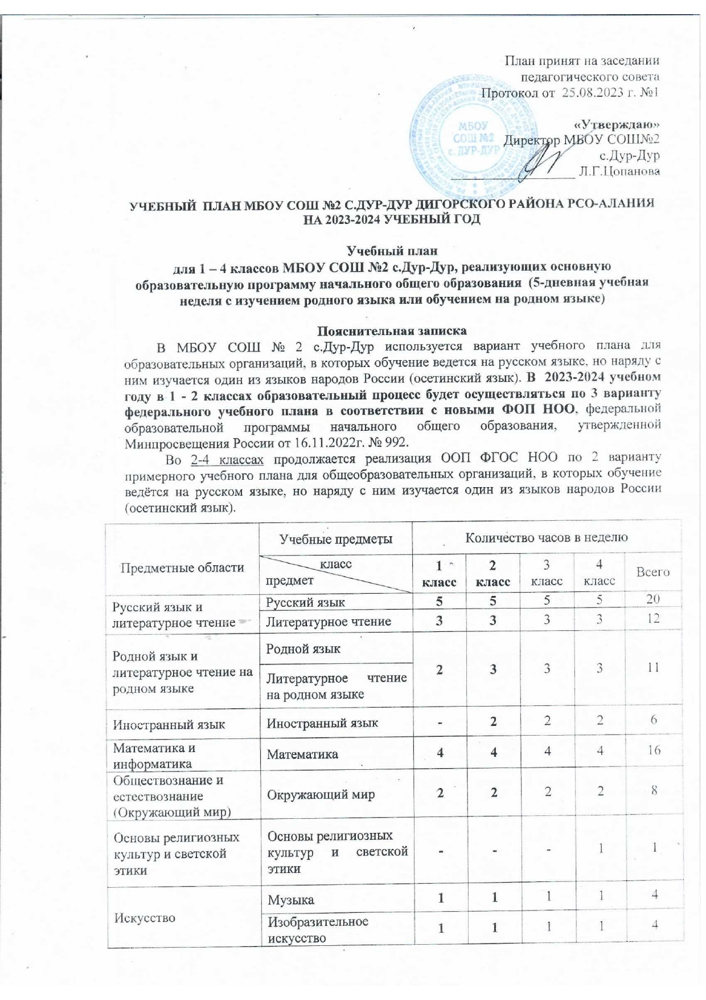 План принят на заседании
педагогического совета
Протокол от 25.08.2023 г. №1
«Утверждаю»
Директор МБОУ СОШ№2
с.Дур-Дур
Л.Г.Цопанова
МБОУ
СОШ №2
с. ДУР-ДУР
УЧЕБНЫЙ ПЛАН МБОУ СОШ №2 С.ДУР-ДУР ДИГОРСКОГО РАЙОНА РСО-АЛАНИЯ
НА 2023-2024 УЧЕБНЫЙ ГОД
Учебный план
для 1 – 4 классов МБОУ СОШ №2 с.Дур-Дур, реализующих основную
образовательную программу начального общего образования (5-дневная учебная
неделя с изучением родного языка или обучением на родном языке)
Пояснительная записка
В МБОУ СОШ № 2 с.Дур-Дур используется вариант учебного плана для
образовательных организаций, в которых обучение ведется на русском языке, но наряду с
ним изучается один из языков народов России (осетинский язык). В 2023-2024 учебном
году в 1 - 2 классах образовательный процесс будет осуществляться по 3 варианту
федерального учебного плана в соответствии с новыми ФОП НОО, федеральной
образовательной программы начального общего образования, утвержденной
Минпросвещения России от 16.11.2022г. № 992.
Во 2-4 классах продолжается реализация ООП ФГОС НОО по 2 варианту
примерного учебного плана для общеобразовательных организаций, в которых обучение
ведётся на русском языке, но наряду с ним изучается один из языков народов России
(осетинский язык).
Предметные области
Учебные предметы
Количество часов в неделю
класс
предмет
1 класс
2 класс
3 класс
4 класс
Всего
Русский язык и
литературное чтение
Русский язык 5 5 5 5 20
Литературное чтение 3 3 3 3 12
Родной язык и
литературное чтение на
родном языке
Родной язык
Литературное чтение
на родном языке
2 3 3 3 11
Иностранный язык Иностранный язык - 2 2 2 6
Математика и
информатика
Математика 4 4 4 4 16
Обществознание и
естествознание
(Окружающий мир)
Окружающий мир 2 2 2 2 8
Основы религиозных
культур и светской
этики
Основы религиозных
культур и светской
этики
- - - 1 1
Искусство
Музыка 1 1 1 1 4
Изобразительное
искусство
1 1 1 1 4